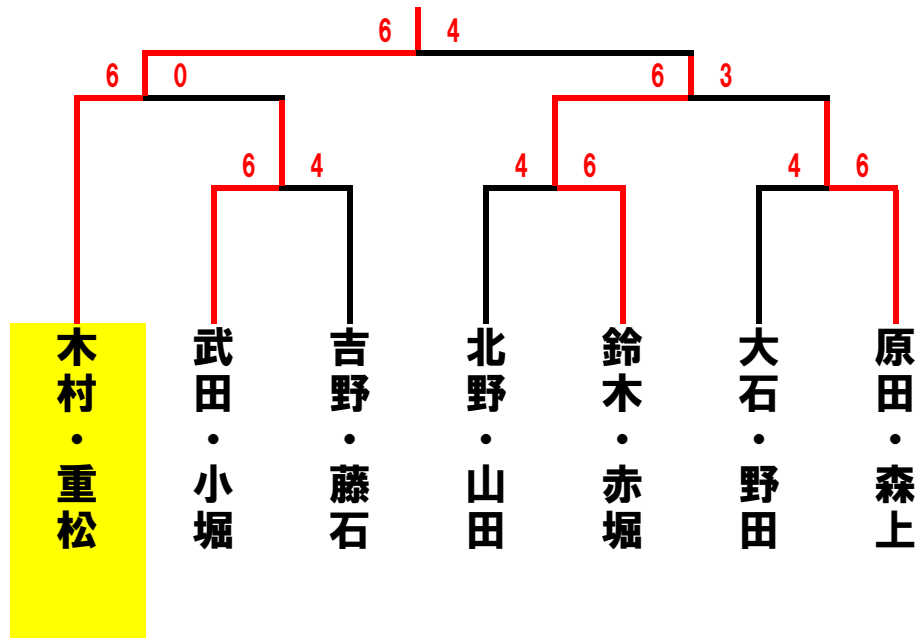 6 4
6 0
6 3
6 4
4 6
4 6
木村・重松
武田・小堀
吉野・藤石
北野・山田
鈴木・赤堀
大石・野田
原田・森上